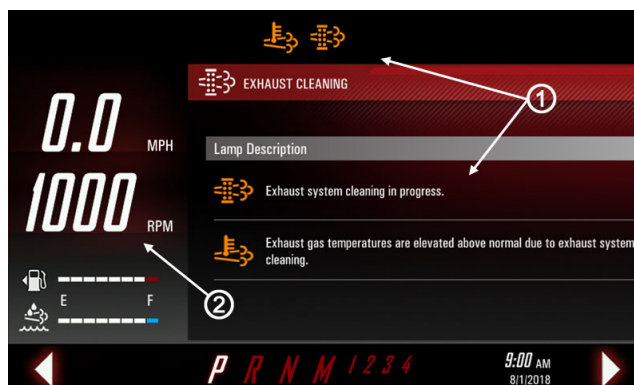 EXHAUST CLEANING
1
0.0 MPH
Lamp Description
Exhaust system cleaning in progress.
1000 RPM
Exhaust gas temperatures are elevated above normal due to exhaust system
cleaning.
E F
2
P R N M 1 2 3 4
9:00 AM
8/1/2018